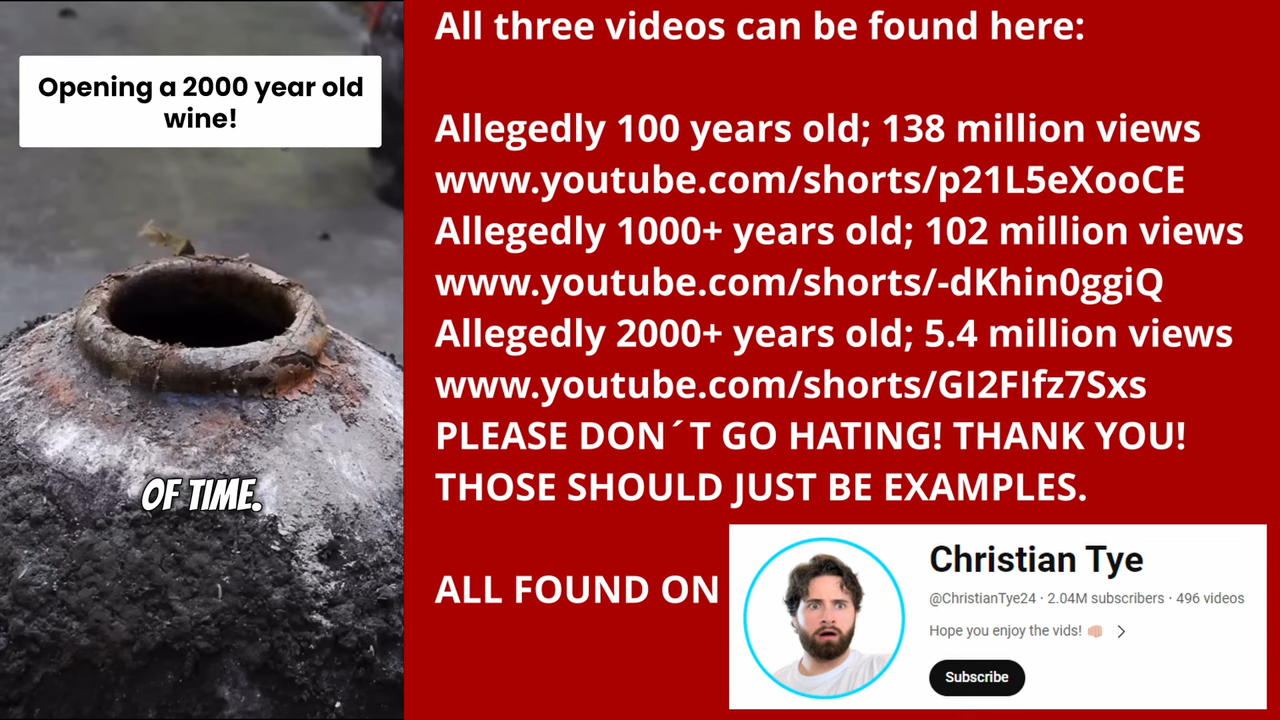 Opening a 2000 year old
wine!
OF TIME.
All three videos can be found here:
Allegedly 100 years old; 138 million views
www.youtube.com/shorts/p21L5eXooCE
Allegedly 1000+ years old; 102 million views
www.youtube.com/shorts/-dKhin0ggiQ
Allegedly 2000+ years old; 5.4 million views
www.youtube.com/shorts/GI2FIfz7Sxs
PLEASE DON´T GO HATING! THANK YOU!
THOSE SHOULD JUST BE EXAMPLES.
ALL FOUND ON
Christian Tye
@ChristianTye24 · 2.04M subscribers · 496 videos
Hope you enjoy the vids! 👊🏼 >
Subscribe